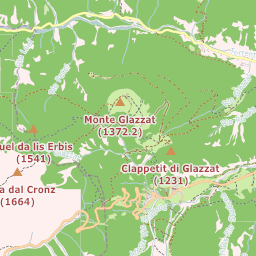 Monte Glazzat
(1372.2)
uel da lis Erbis
(1541)
Clappetit di Glazzat
(1231)
a dal Cronz
(1664)